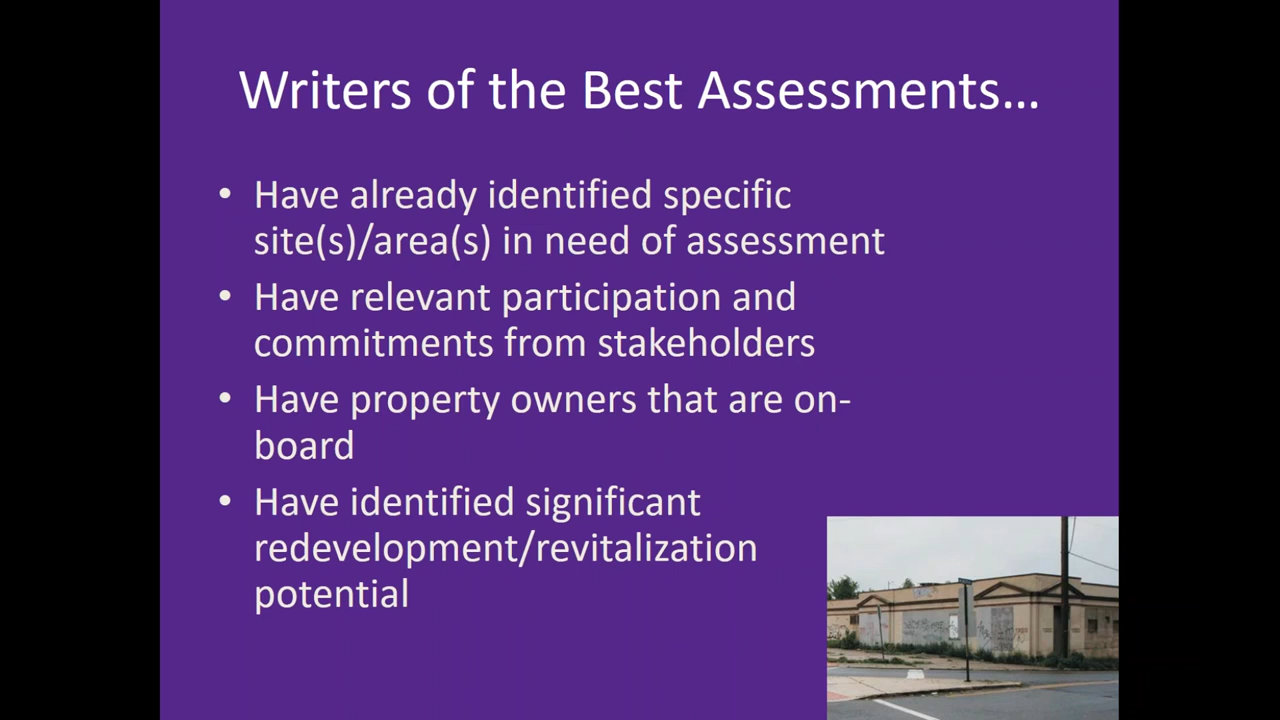 Writers of the Best Assessments...
• Have already identified specific
site(s)/area(s) in need of assessment
• Have relevant participation and
commitments from stakeholders
• Have property owners that are on-
board
• Have identified significant
redevelopment/revitalization
potential